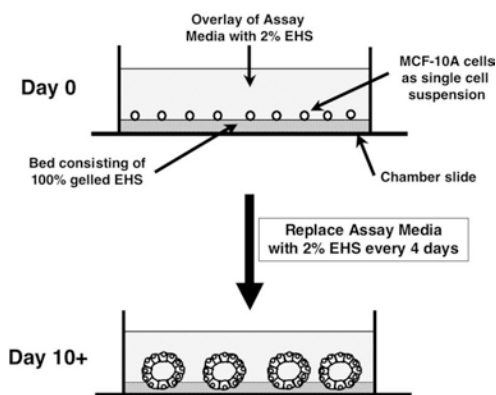 Overlay of Assay
Media with 2% EHS
Day 0
MCF-10A cells
as single cell
suspension
Bed consisting of
100% gelled EHS
Chamber slide
Replace Assay Media
with 2% EHS every 4 days
Day 10+